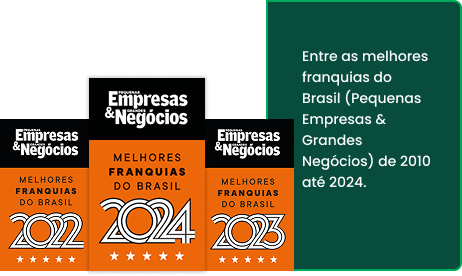 PEQUENAS
Empresas
& GRANDES
Negócios
MELHORES
FRANQUIAS
DO BRASIL
2022
★★★★★
PEQUENAS
Empresas
& GRANDES
Negócios
MELHORES
FRANQUIAS
DO BRASIL
2024
★★★★★
PEQUENAS
Empresas
& GRANDES
Negócios
MELHORES
FRANQUIAS
DO BRASIL
2023
★★★★★
Entre as melhores
franquias do
Brasil (Pequenas
Empresas &
Grandes
Negócios) de 2010
até 2024.